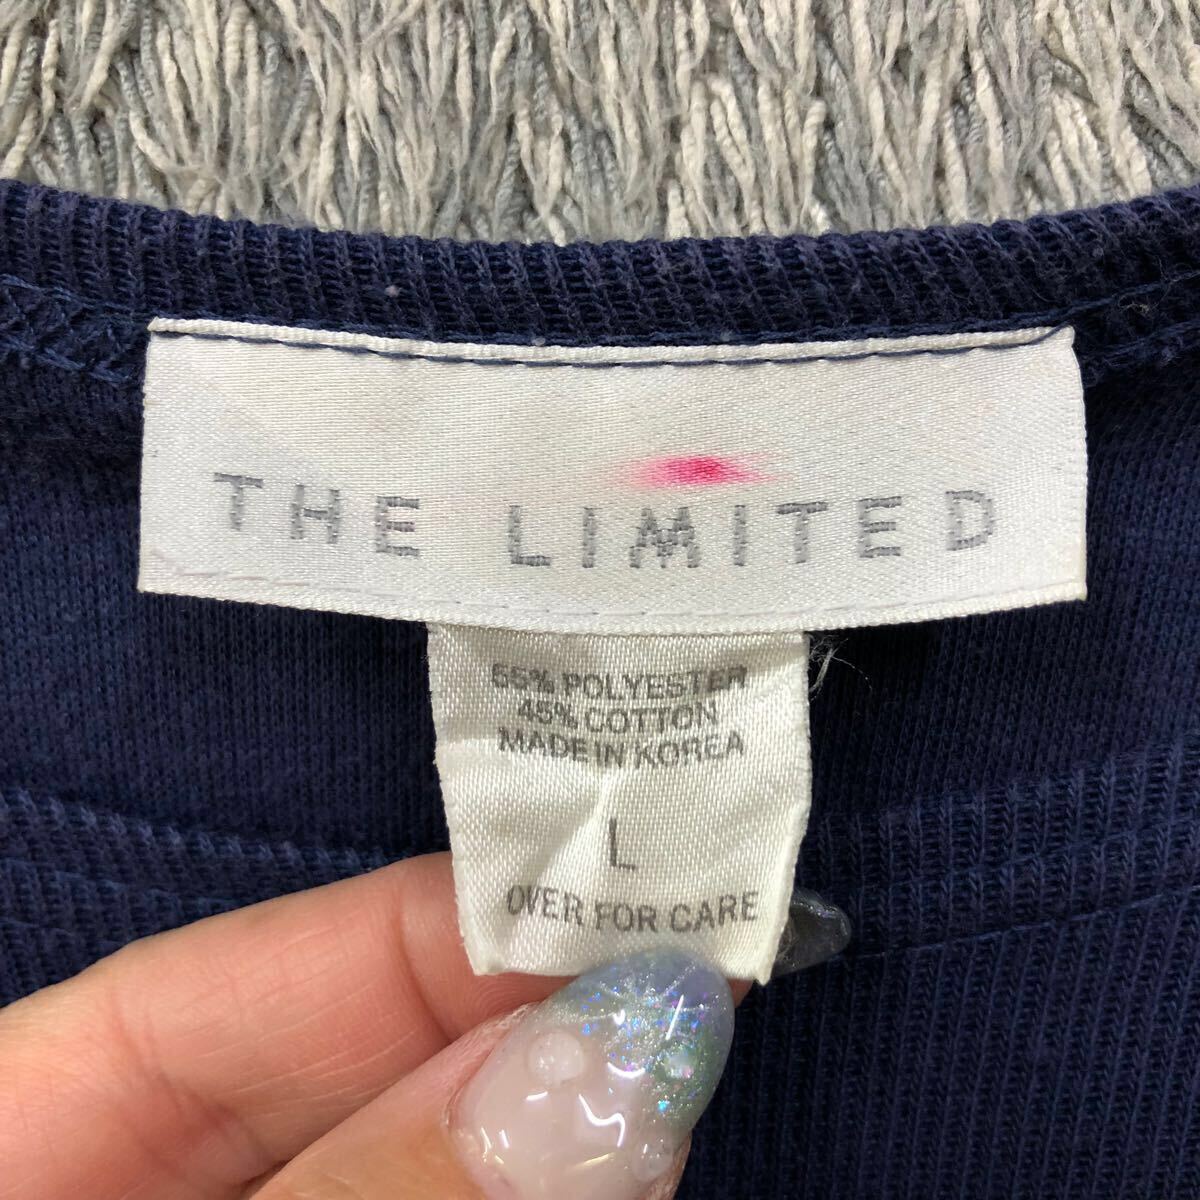 THE LIMITED
55% POLYESTER
45% COTTON
MADE IN KOREA
L
OVER FOR CARE